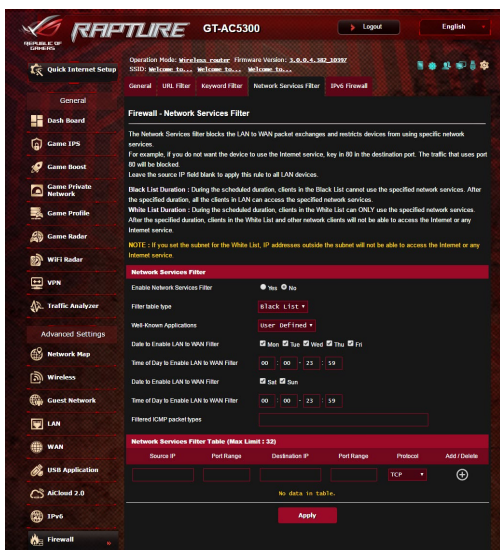 REPUBLIC OF
GAMERS
RAPTURE
GT-AC5300
Logout
English
Operation Mode: Wireless router Firmware Version: 3.0.0.4.382_10397
SSID: Welcome to... Welcome to... Welcome to...
Quick Internet Setup
General
Dash Board
Game IPS
Game Boost
Game Private
Network
Game Profile
Game Radar
WiFi Radar
VPN
Traffic Analyzer
Advanced Settings
Network Map
Wireless
Guest Network
LAN
WAN
USB Application
AiCloud 2.0
IPv6
Firewall
General URL Filter Keyword Filter Network Services Filter IPv6 Firewall
Firewall - Network Services Filter
The Network Services filter blocks the LAN to WAN packet exchanges and restricts devices from using specific network
services.
For example, if you do not want the device to use the Internet service, key in 80 in the destination port. The traffic that uses port
80 will be blocked.
Leave the source IP field blank to apply this rule to all LAN devices.
Black List Duration : During the scheduled duration, clients in the Black List cannot use the specified network services. After
the specified duration, all the clients in LAN can access the specified network services.
White List Duration : During the scheduled duration, clients in the White List can ONLY use the specified network services.
After the specified duration, clients in the White List and other network clients will not be able to access the Internet or any
Internet service.
NOTE : If you set the subnet for the White List, IP addresses outside the subnet will not be able to access the Internet or any
Internet service.
Network Services Filter
Enable Network Services Filter Yes No
Filter table type Black List
Well-Known Applications User Defined
Date to Enable LAN to WAN Filter Mon Tue Wed Thu Fri
Time of Day to Enable LAN to WAN Filter 00 : 00 - 23 : 59
Date to Enable LAN to WAN Filter Sat Sun
Time of Day to Enable LAN to WAN Filter 00 : 00 - 23 : 59
Filtered ICMP packet types
Network Services Filter Table (Max Limit : 32)
Source IP Port Range Destination IP Port Range Protocol Add / Delete
TCP
No data in table.
Apply